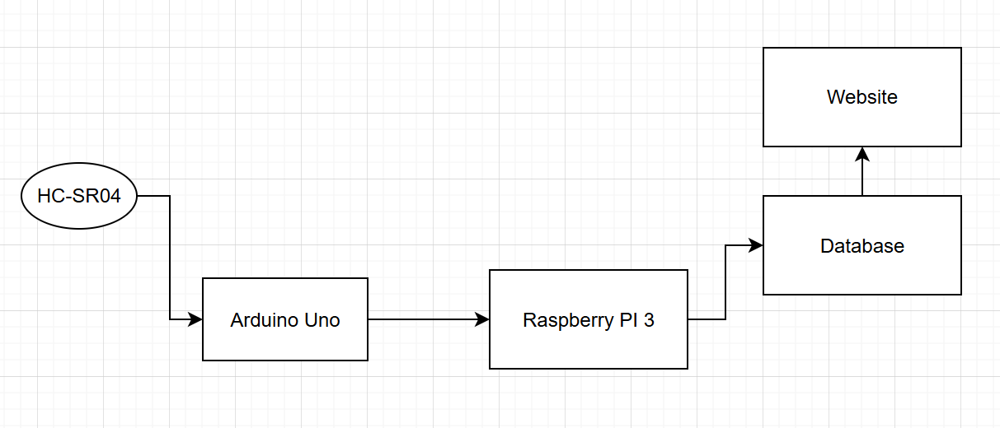 Website
HC-SR04
Database
Arduino Uno
Raspberry PI 3